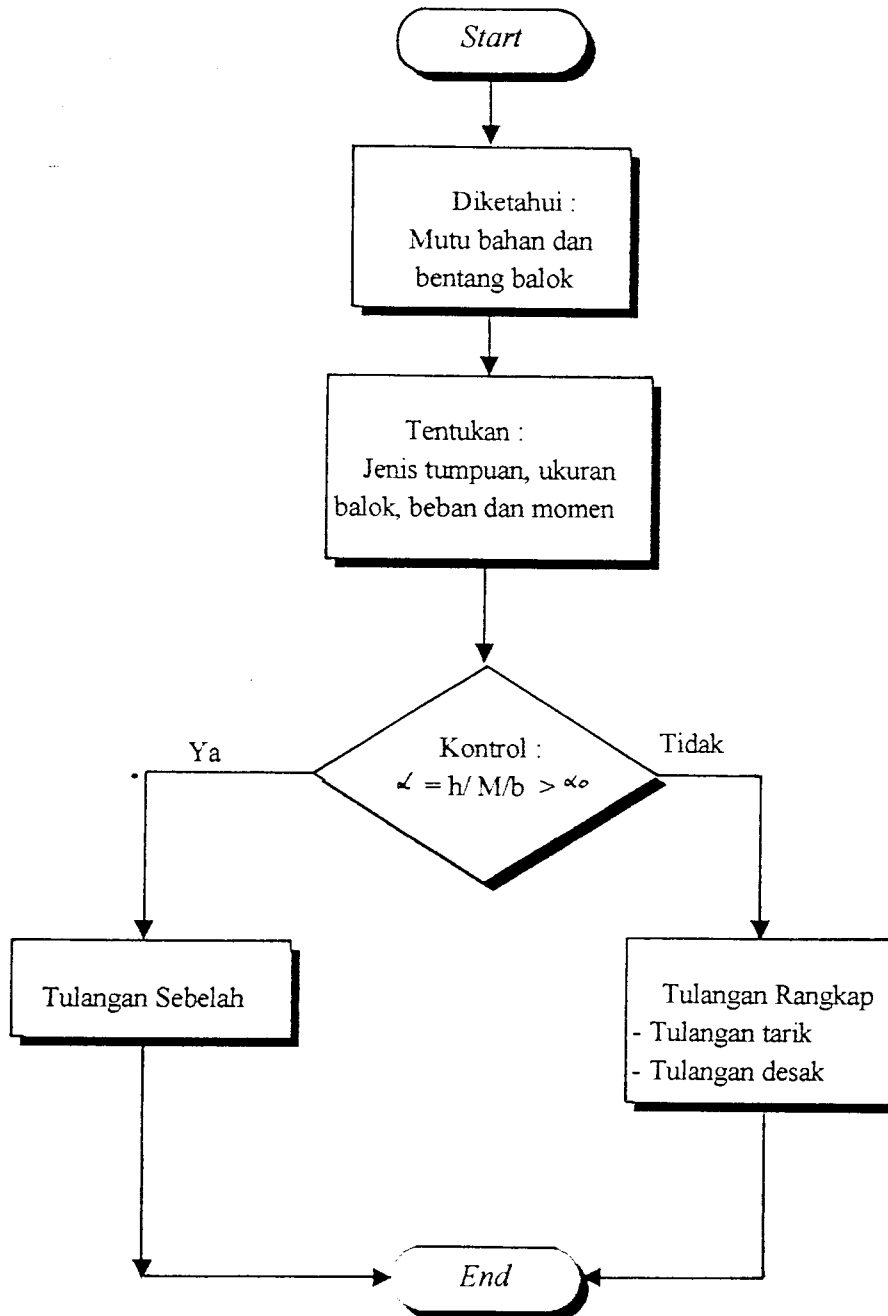 Start
Diketahui :
Mutu bahan dan
bentang balok
Tentukan :
Jenis tumpuan, ukuran
balok, beban dan momen
Kontrol :
α = h/ M/b > α₀
Ya
Tidak
Tulangan Sebelah
Tulangan Rangkap
- Tulangan tarik
- Tulangan desak
End